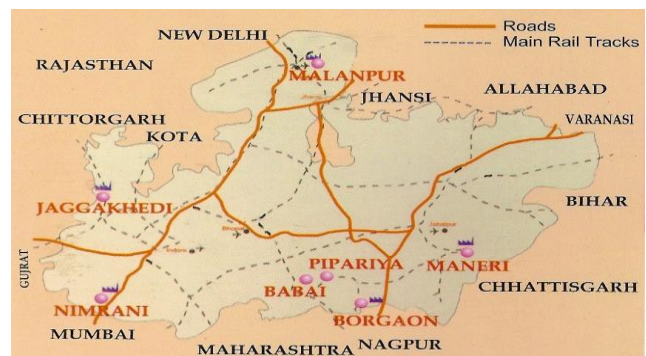 NEW DELHI
Roads
Main Rail Tracks
RAJASTHAN
MALANPUR
JHANSI
ALLAHABAD
CHITTORGARH
KOTA
VARANASI
BIHAR
JAGGAKHEDI
GUJRAT
PIPARIYA
MANERI
BABAI
CHHATTISGARH
NIMRANI
BORGAON
MUMBAI
MAHARASHTRA
NAGPUR